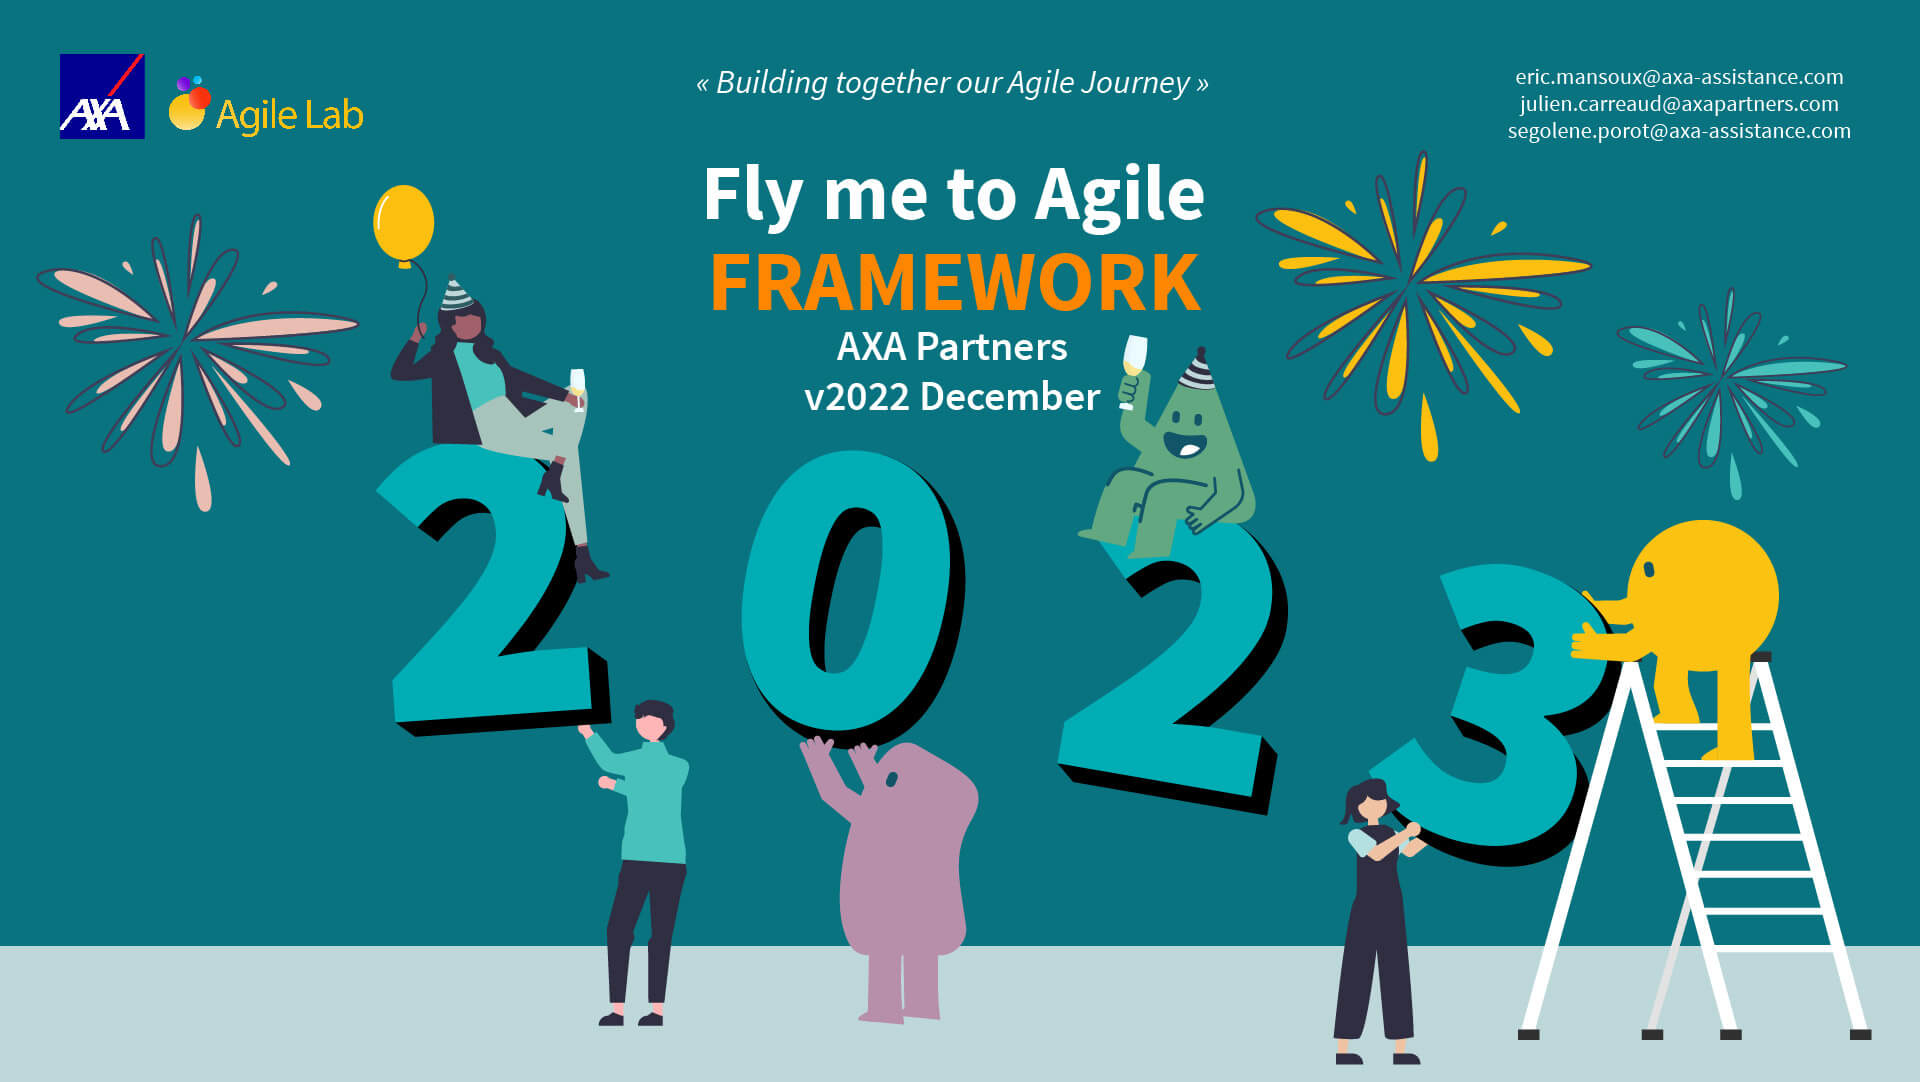 AXA
Agile Lab
« Building together our Agile Journey »
eric.mansoux@axa-assistance.com
julien.carreaud@axapartners.com
segolene.porot@axa-assistance.com
Fly me to Agile
FRAMEWORK
AXA Partners
v2022 December
2023